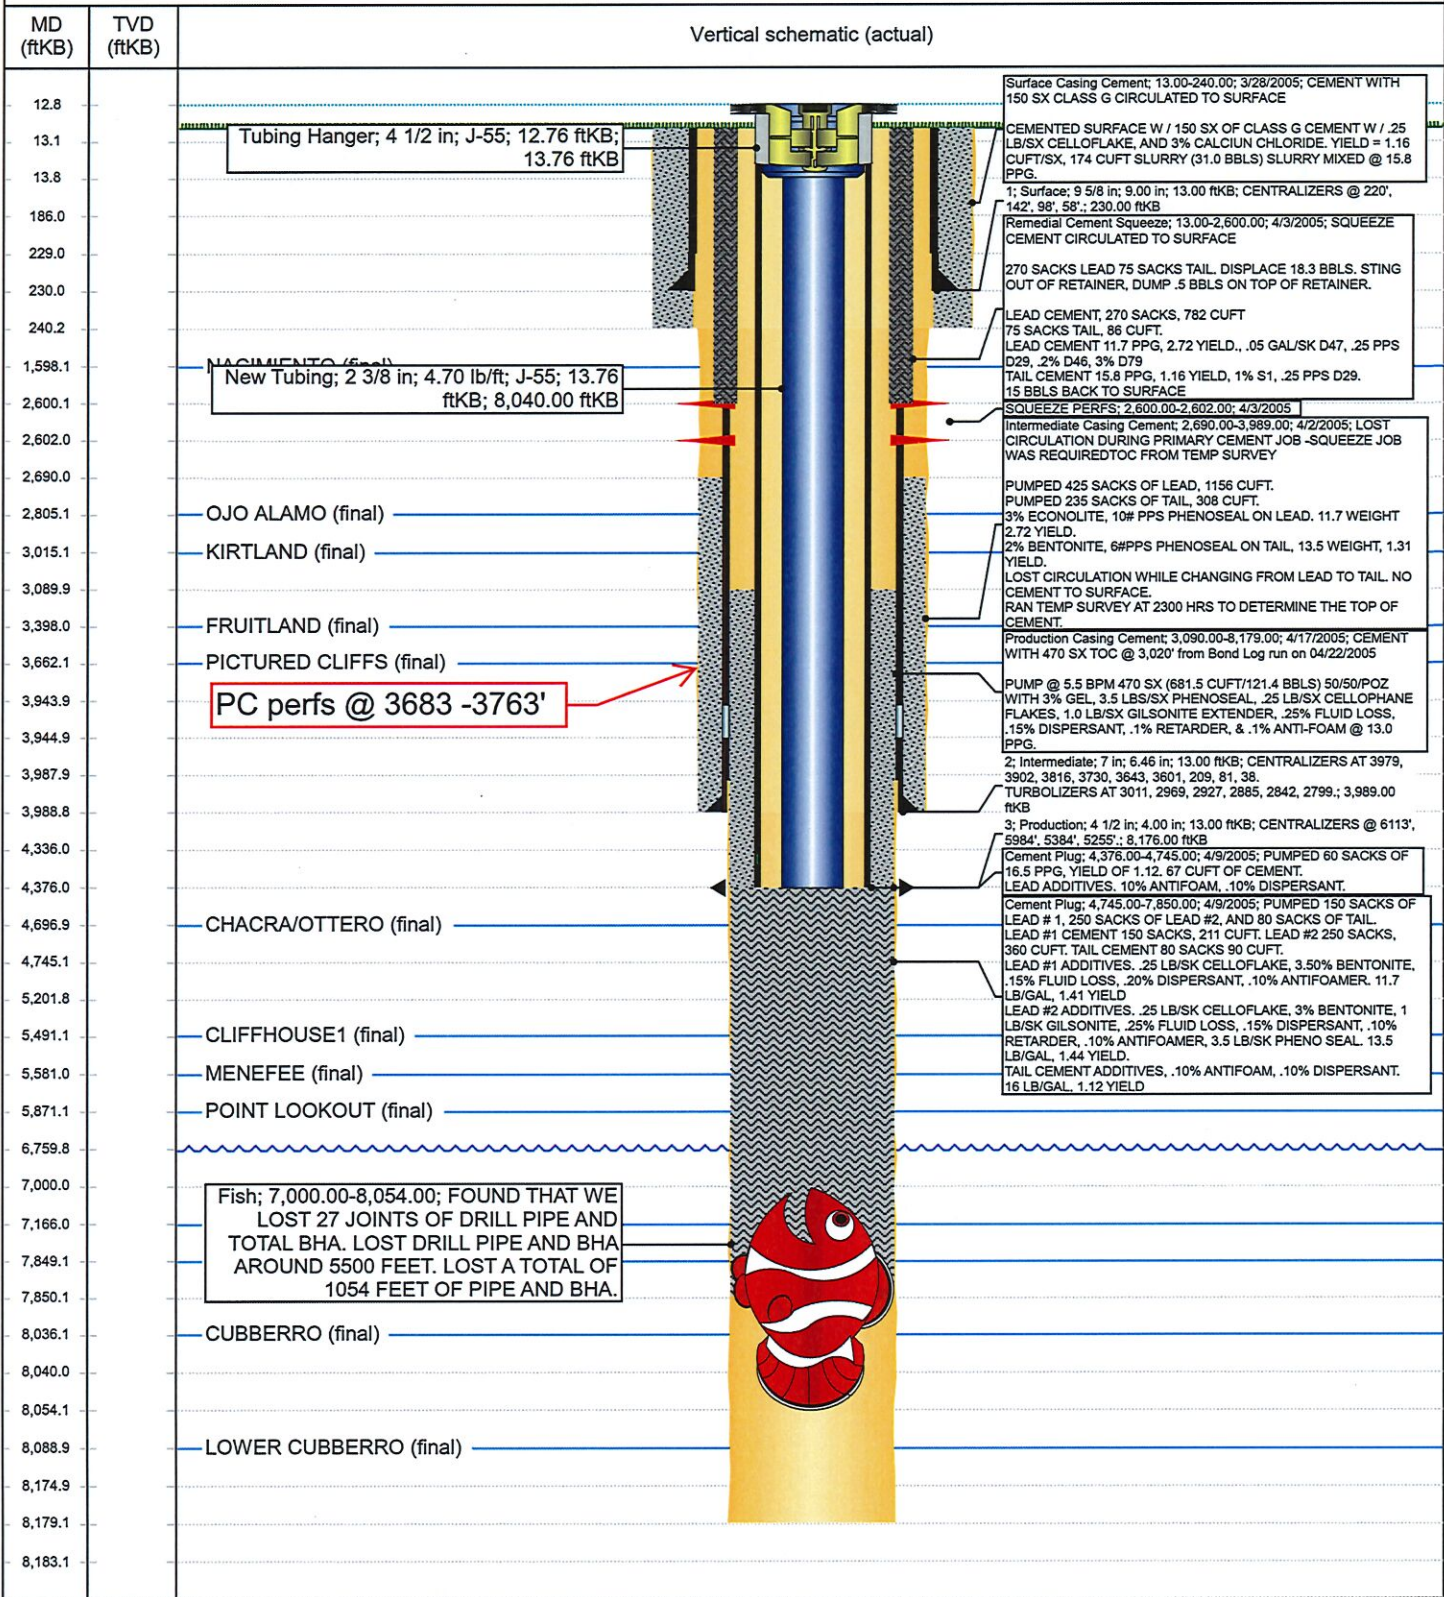 MD
(ftKB)
TVD
(ftKB)
Vertical schematic (actual)
12.8
13.1
13.8
186.0
229.0
230.0
240.2
1,598.1
2,600.1
2,602.0
2,690.0
2,805.1
3,015.1
3,089.9
3,398.0
3,662.1
3,943.9
3,944.9
3,987.9
3,988.8
4,336.0
4,376.0
4,696.9
4,745.1
5,201.8
5,491.1
5,581.0
5,871.1
6,759.8
7,000.0
7,166.0
7,849.1
7,850.1
8,036.1
8,040.0
8,054.1
8,088.9
8,174.9
8,179.1
8,183.1
Tubing Hanger; 4 1/2 in; J-55; 12.76 ftKB;
13.76 ftKB
NACIMIENTO (final)
New Tubing; 2 3/8 in; 4.70 lb/ft; J-55; 13.76
ftKB; 8,040.00 ftKB
OJO ALAMO (final)
KIRTLAND (final)
FRUITLAND (final)
PICTURED CLIFFS (final)
PC perfs @ 3683 -3763'
CHACRA/OTTERO (final)
CLIFFHOUSE1 (final)
MENEFEE (final)
POINT LOOKOUT (final)
Fish; 7,000.00-8,054.00; FOUND THAT WE
LOST 27 JOINTS OF DRILL PIPE AND
TOTAL BHA. LOST DRILL PIPE AND BHA
AROUND 5500 FEET. LOST A TOTAL OF
1054 FEET OF PIPE AND BHA.
CUBBERRO (final)
LOWER CUBBERRO (final)
Surface Casing Cement; 13.00-240.00; 3/28/2005; CEMENT WITH
150 SX CLASS G CIRCULATED TO SURFACE
CEMENTED SURFACE W / 150 SX OF CLASS G CEMENT W / .25
LB/SX CELLOFLAKE, AND 3% CALCIUN CHLORIDE. YIELD = 1.16
CUFT/SX, 174 CUFT SLURRY (31.0 BBLS) SLURRY MIXED @ 15.8
PPG.
1; Surface; 9 5/8 in; 9.00 in; 13.00 ftKB; CENTRALIZERS @ 220',
142', 98', 58'.; 230.00 ftKB
Remedial Cement Squeeze; 13.00-2,600.00; 4/3/2005; SQUEEZE
CEMENT CIRCULATED TO SURFACE
270 SACKS LEAD 75 SACKS TAIL. DISPLACE 18.3 BBLS. STING
OUT OF RETAINER, DUMP .5 BBLS ON TOP OF RETAINER.
LEAD CEMENT, 270 SACKS, 782 CUFT
75 SACKS TAIL, 86 CUFT.
LEAD CEMENT 11.7 PPG, 2.72 YIELD., .05 GAL/SK D47, .25 PPS
D29, .2% D46, 3% D79
TAIL CEMENT 15.8 PPG, 1.16 YIELD, 1% S1, .25 PPS D29.
15 BBLS BACK TO SURFACE
SQUEEZE PERFS; 2,600.00-2,602.00; 4/3/2005
Intermediate Casing Cement; 2,690.00-3,989.00; 4/2/2005; LOST
CIRCULATION DURING PRIMARY CEMENT JOB -SQUEEZE JOB
WAS REQUIREDTOC FROM TEMP SURVEY
PUMPED 425 SACKS OF LEAD, 1156 CUFT.
PUMPED 235 SACKS OF TAIL, 308 CUFT.
3% ECONOLITE, 10# PPS PHENOSEAL ON LEAD. 11.7 WEIGHT
2.72 YIELD.
2% BENTONITE, 6#PPS PHENOSEAL ON TAIL, 13.5 WEIGHT, 1.31
YIELD.
LOST CIRCULATION WHILE CHANGING FROM LEAD TO TAIL. NO
CEMENT TO SURFACE.
RAN TEMP SURVEY AT 2300 HRS TO DETERMINE THE TOP OF
CEMENT.
Production Casing Cement; 3,090.00-8,179.00; 4/17/2005; CEMENT
WITH 470 SX TOC @ 3,020' from Bond Log run on 04/22/2005
PUMP @ 5.5 BPM 470 SX (681.5 CUFT/121.4 BBLS) 50/50/POZ
WITH 3% GEL, 3.5 LBS/SX PHENOSEAL, .25 LB/SX CELLOPHANE
FLAKES, 1.0 LB/SX GILSONITE EXTENDER, .25% FLUID LOSS,
.15% DISPERSANT, .1% RETARDER, & .1% ANTI-FOAM @ 13.0
PPG.
2; Intermediate; 7 in; 6.46 in; 13.00 ftKB; CENTRALIZERS AT 3979,
3902, 3816, 3730, 3643, 3601, 209, 81, 38.
TURBOLIZERS AT 3011, 2969, 2927, 2885, 2842, 2799.; 3,989.00
ftKB
3; Production; 4 1/2 in; 4.00 in; 13.00 ftKB; CENTRALIZERS @ 6113',
5984', 5384', 5255'.; 8,176.00 ftKB
Cement Plug; 4,376.00-4,745.00; 4/9/2005; PUMPED 60 SACKS OF
16.5 PPG, YIELD OF 1.12. 67 CUFT OF CEMENT.
LEAD ADDITIVES. 10% ANTIFOAM, .10% DISPERSANT.
Cement Plug; 4,745.00-7,850.00; 4/9/2005; PUMPED 150 SACKS OF
LEAD # 1, 250 SACKS OF LEAD #2, AND 80 SACKS OF TAIL.
LEAD #1 CEMENT 150 SACKS, 211 CUFT. LEAD #2 250 SACKS,
360 CUFT. TAIL CEMENT 80 SACKS 90 CUFT.
LEAD #1 ADDITIVES. .25 LB/SK CELLOFLAKE, 3.50% BENTONITE,
.15% FLUID LOSS, .20% DISPERSANT, .10% ANTIFOAMER. 11.7
LB/GAL, 1.41 YIELD
LEAD #2 ADDITIVES. .25 LB/SK CELLOFLAKE, 3% BENTONITE, 1
LB/SK GILSONITE, .25% FLUID LOSS, .15% DISPERSANT, .10%
RETARDER, .10% ANTIFOAMER, 3.5 LB/SK PHENO SEAL. 13.5
LB/GAL, 1.44 YIELD.
TAIL CEMENT ADDITIVES, .10% ANTIFOAM, .10% DISPERSANT.
16 LB/GAL, 1.12 YIELD